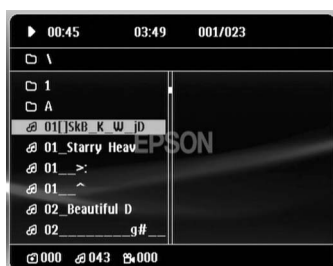 00:45 03:49 001/023
\
1
A
01[]SkB_K_W_jD
01_Starry Heav
EPSON
01__>:
01__^
02_Beautiful D
02________g#__
000 043 000